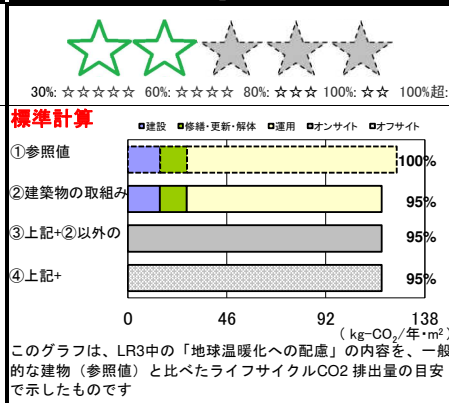 30%: ☆☆☆☆☆ 60%: ☆☆☆☆ 80%: ☆☆☆ 100%: ☆☆ 100%超:
標準計算
■建設 ■修繕・更新・解体 □運用 ■オンサイト □オフサイト
①参照値 100%
②建築物の取組み 95%
③上記+②以外の 95%
④上記+ 95%
0 46 92 138
( kg-CO₂/年・m²)
このグラフは、LR3中の「地球温暖化への配慮」の内容を、一般
的な建物（参照値）と比べたライフサイクルCO2 排出量の目安
で示したものです